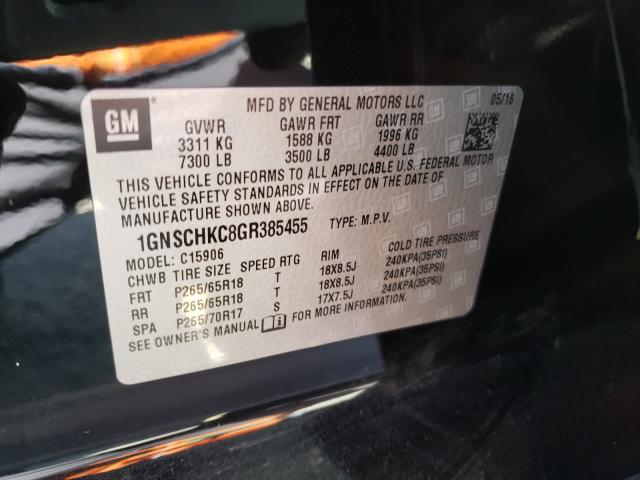 GM
MFD BY GENERAL MOTORS LLC 05/16
GVWR GAWR FRT GAWR RR
3311 KG 1588 KG 1996 KG
7300 LB 3500 LB 4400 LB
THIS VEHICLE CONFORMS TO ALL APPLICABLE U.S. FEDERAL MOTOR
VEHICLE SAFETY STANDARDS IN EFFECT ON THE DATE OF
MANUFACTURE SHOWN ABOVE.
1GNSCHKC8GR385455 TYPE: M.P.V.
MODEL: C15906
CHWB TIRE SIZE SPEED RTG RIM COLD TIRE PRESSURE
FRT P265/65R18 T 18X8.5J 240KPA(35PSI)
RR P265/65R18 T 18X8.5J 240KPA(35PSI)
SPA P265/70R17 S 17X7.5J 240KPA(35PSI)
SEE OWNER'S MANUAL FOR MORE INFORMATION.